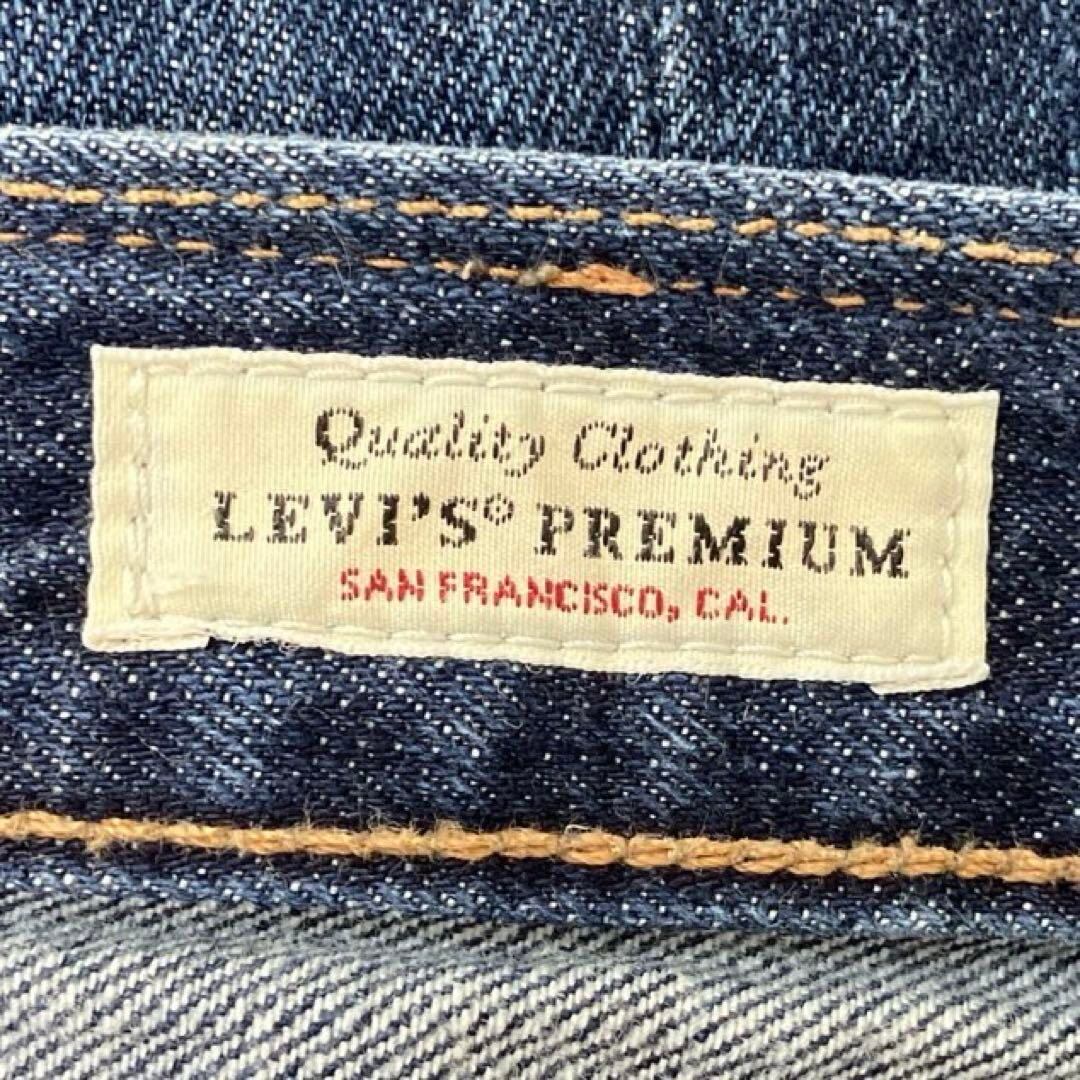 Quality Clothing
LEVI'S® PREMIUM
SAN FRANCISCO, CAL.